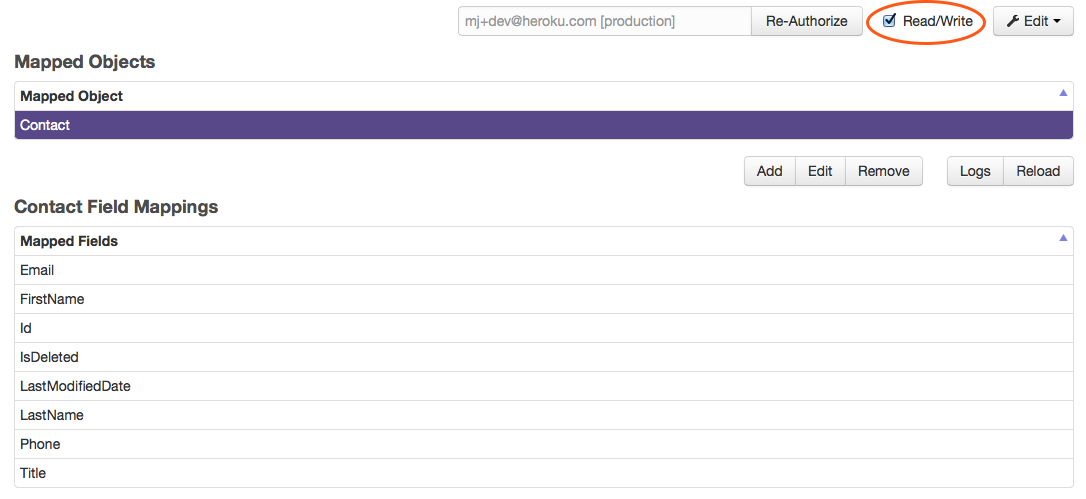 mj+dev@heroku.com [production] Re-Authorize Read/Write Edit
Mapped Objects
Mapped Object
Contact
Add Edit Remove Logs Reload
Contact Field Mappings
Mapped Fields
Email
FirstName
Id
IsDeleted
LastModifiedDate
LastName
Phone
Title